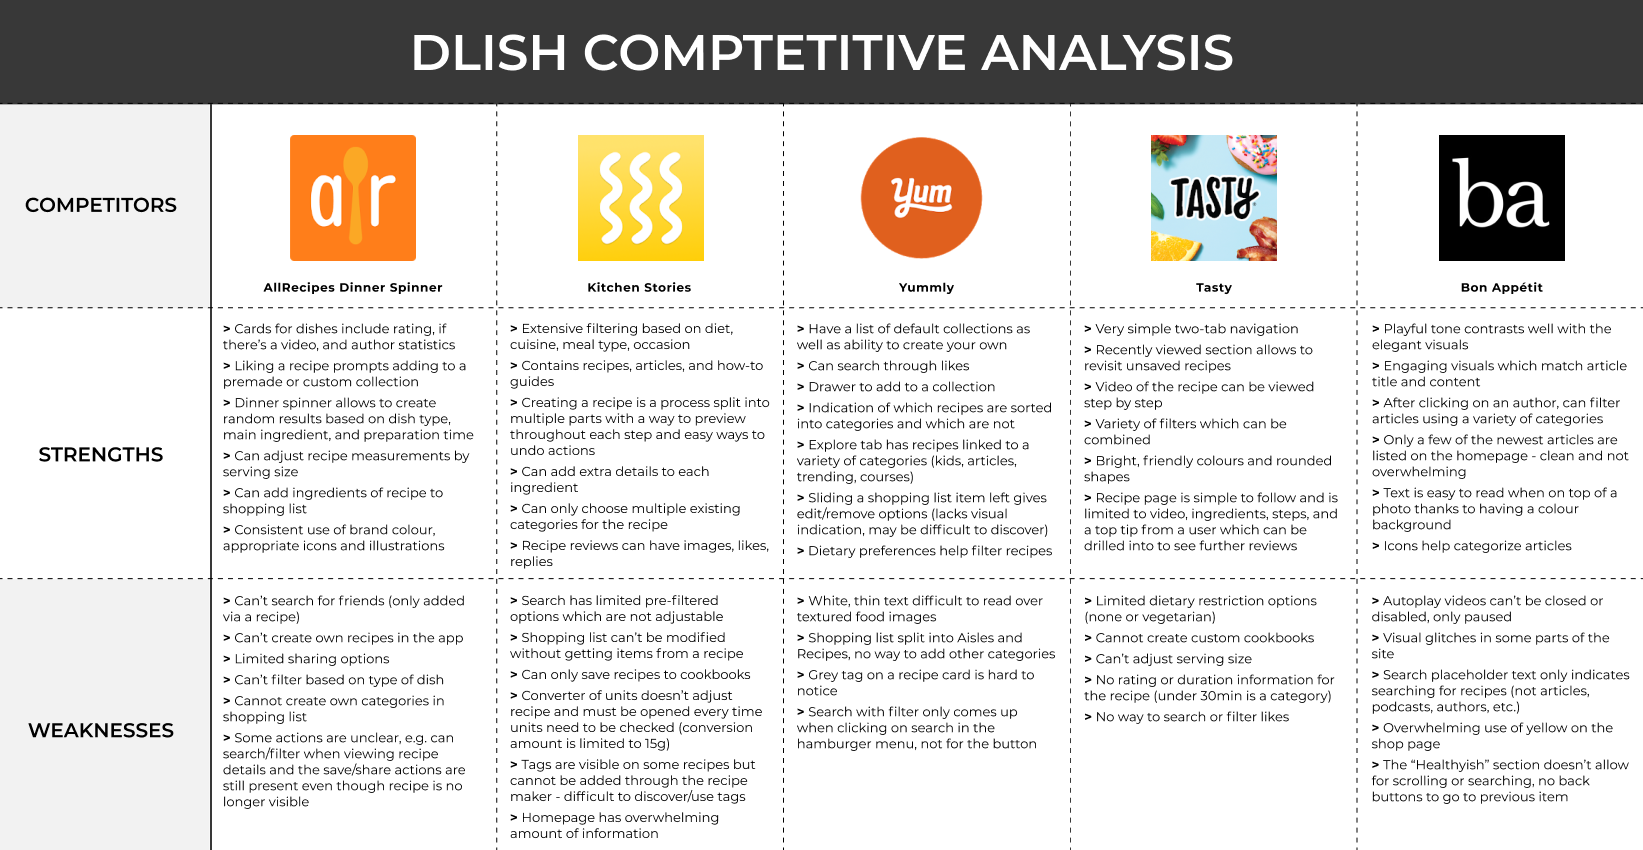 DLISH COMPTETITIVE ANALYSIS
COMPETITORS
air
Yum
TASTY
ba
AllRecipes Dinner Spinner
Kitchen Stories
Yummly
Tasty
Bon Appétit
STRENGTHS
> Cards for dishes include rating, if
there's a video, and author statistics
> Liking a recipe prompts adding to a
premade or custom collection
> Dinner spinner allows to create
random results based on dish type,
main ingredient, and preparation time
> Can adjust recipe measurements by
serving size
> Can add ingredients of recipe to
shopping list
> Consistent use of brand colour,
appropriate icons and illustrations
> Extensive filtering based on diet,
cuisine, meal type, occasion
> Contains recipes, articles, and how-to
guides
> Creating a recipe is a process split into
multiple parts with a way to preview
throughout each step and easy ways to
undo actions
> Can add extra details to each
ingredient
> Can only choose multiple existing
categories for the recipe
> Recipe reviews can have images, likes,
replies
> Have a list of default collections as
well as ability to create your own
> Can search through likes
> Drawer to add to a collection
> Indication of which recipes are sorted
into categories and which are not
> Explore tab has recipes linked to a
variety of categories (kids, articles,
trending, courses)
> Sliding a shopping list item left gives
edit/remove options (lacks visual
indication, may be difficult to discover)
> Dietary preferences help filter recipes
> Very simple two-tab navigation
> Recently viewed section allows to
revisit unsaved recipes
> Video of the recipe can be viewed
step by step
> Variety of filters which can be
combined
> Bright, friendly colours and rounded
shapes
> Recipe page is simple to follow and is
limited to video, ingredients, steps, and
a top tip from a user which can be
drilled into to see further reviews
> Playful tone contrasts well with the
elegant visuals
> Engaging visuals which match article
title and content
> After clicking on an author, can filter
articles using a variety of categories
> Only a few of the newest articles are
listed on the homepage - clean and not
overwhelming
> Text is easy to read when on top of a
photo thanks to having a colour
background
> Icons help categorize articles
WEAKNESSES
> Can't search for friends (only added
via a recipe)
> Can't create own recipes in the app
> Limited sharing options
> Can't filter based on type of dish
> Cannot create own categories in
shopping list
> Some actions are unclear, e.g. can
search/filter when viewing recipe
details and the save/share actions are
still present even though recipe is no
longer visible
> Search has limited pre-filtered
options which are not adjustable
> Shopping list can't be modified
without getting items from a recipe
> Can only save recipes to cookbooks
> Converter of units doesn't adjust
recipe and must be opened every time
units need to be checked (conversion
amount is limited to 15g)
> Tags are visible on some recipes but
cannot be added through the recipe
maker - difficult to discover/use tags
> Homepage has overwhelming
amount of information
> White, thin text difficult to read over
textured food images
> Shopping list split into Aisles and
Recipes, no way to add other categories
> Grey tag on a recipe card is hard to
notice
> Search with filter only comes up
when clicking on search in the
hamburger menu, not for the button
> Limited dietary restriction options
(none or vegetarian)
> Cannot create custom cookbooks
> Can't adjust serving size
> No rating or duration information for
the recipe (under 30min is a category)
> No way to search or filter likes
> Autoplay videos can't be closed or
disabled, only paused
> Visual glitches in some parts of the
site
> Search placeholder text only indicates
searching for recipes (not articles,
podcasts, authors, etc.)
> Overwhelming use of yellow on the
shop page
> The “Healthyish” section doesn't allow
for scrolling or searching, no back
buttons to go to previous item